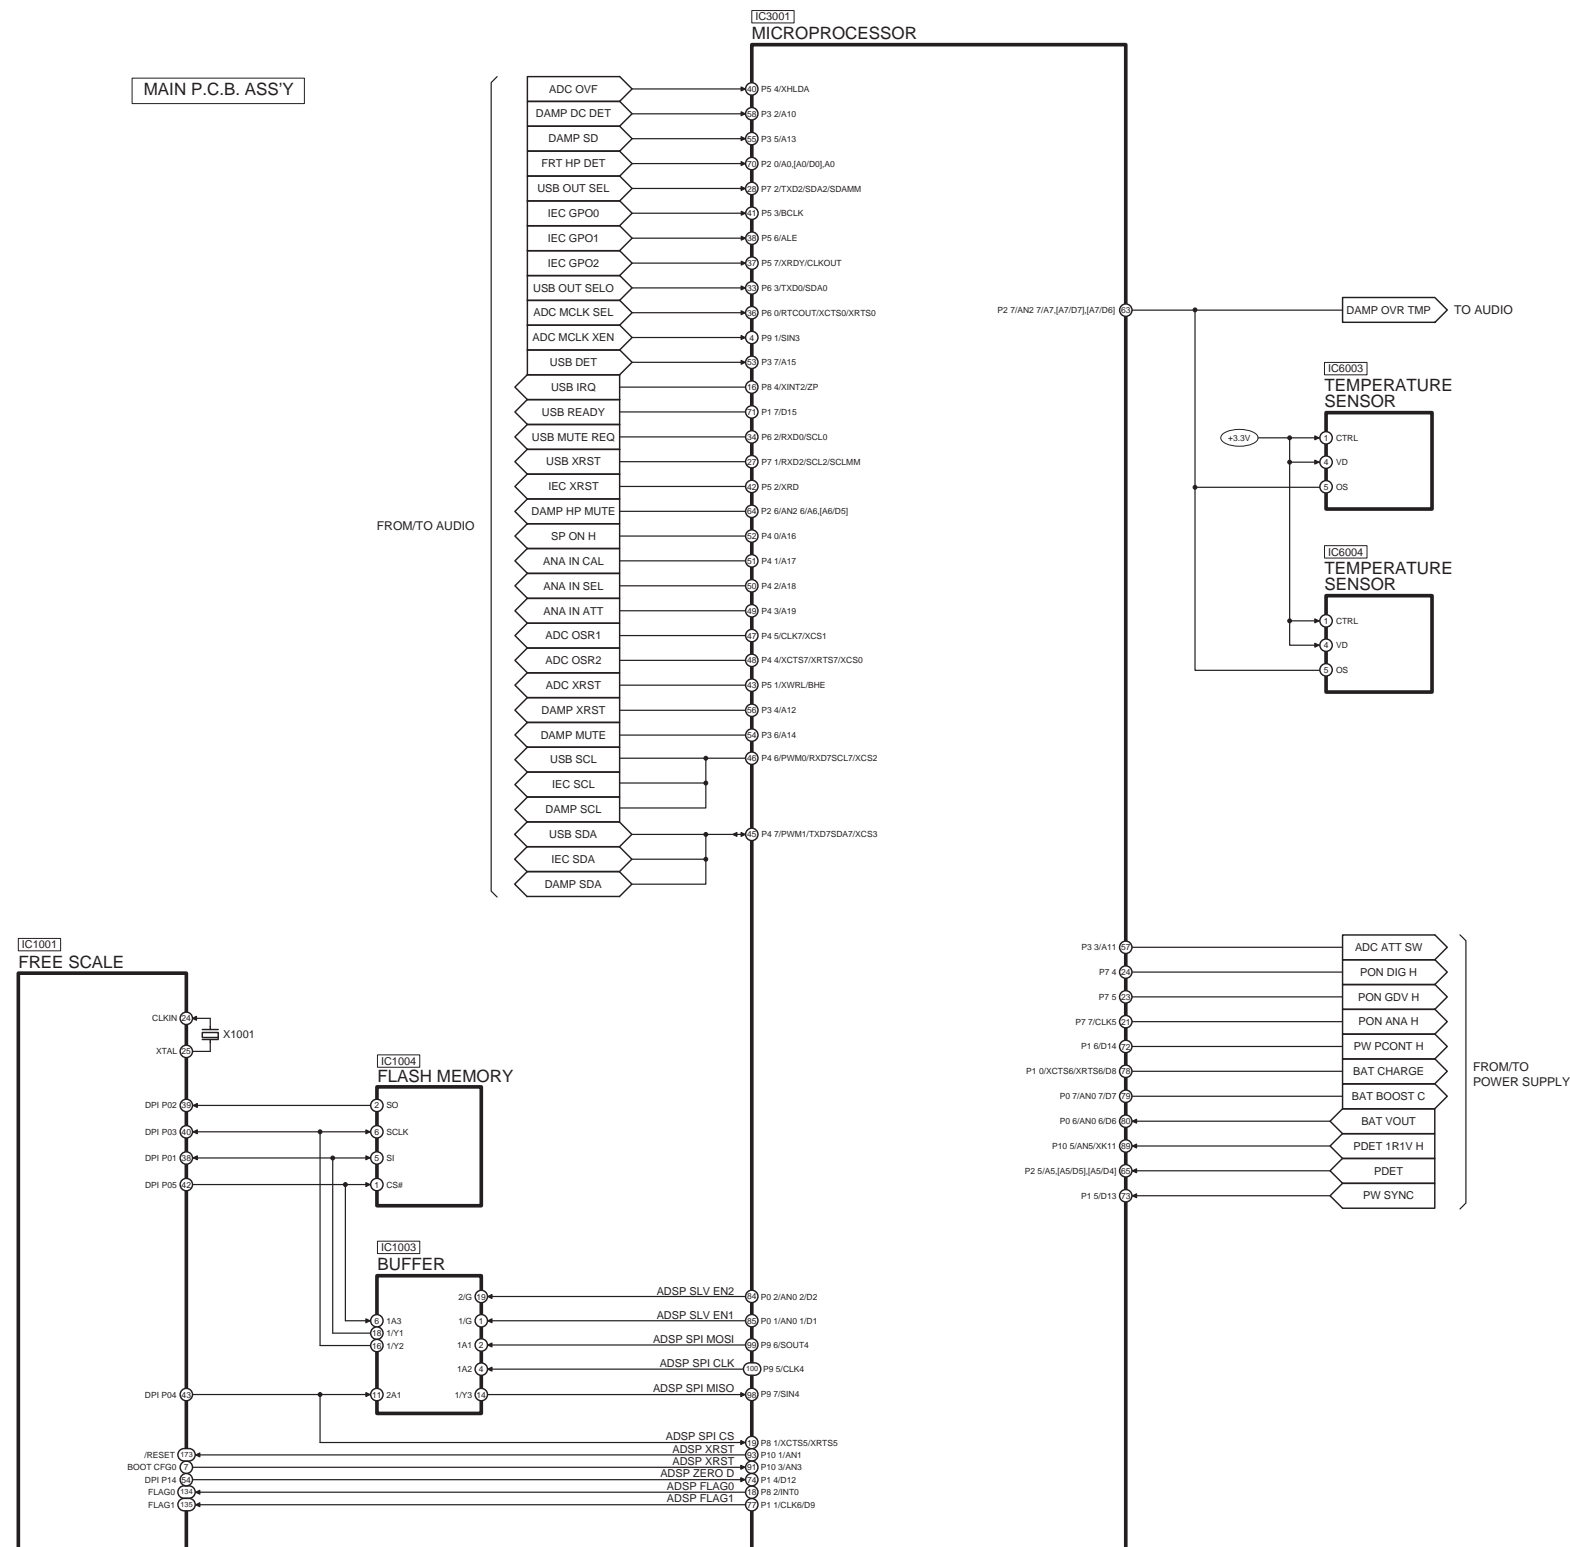 IC3001
MICROPROCESSOR
MAIN P.C.B. ASS'Y
ADC OVF 40 P5 4/XHLDA
DAMP DC DET 58 P3 2/A10
DAMP SD 55 P3 5/A13
FRT HP DET 70 P2 0/A0,[A0/D0],A0
USB OUT SEL 28 P7 2/TXD2/SDA2/SDAMM
IEC GPO0 41 P5 3/BCLK
IEC GPO1 38 P5 6/ALE
IEC GPO2 37 P5 7/XRDY/CLKOUT
USB OUT SELO 33 P6 3/TXD0/SDA0
ADC MCLK SEL 36 P6 0/RTCOUT/XCTS0/XRTS0
ADC MCLK XEN 4 P9 1/SIN3
USB DET 53 P3 7/A15
USB IRQ 16 P8 4/XINT2/ZP
USB READY 71 P1 7/D15
USB MUTE REQ 34 P6 2/RXD0/SCL0
USB XRST 27 P7 1/RXD2/SCL2/SCLMM
IEC XRST 42 P5 2/XRD
DAMP HP MUTE 64 P2 6/AN2 6/A6,[A6/D5]
FROM/TO AUDIO
SP ON H 52 P4 0/A16
ANA IN CAL 51 P4 1/A17
ANA IN SEL 50 P4 2/A18
ANA IN ATT 49 P4 3/A19
ADC OSR1 47 P4 5/CLK7/XCS1
ADC OSR2 48 P4 4/XCTS7/XRTS7/XCS0
ADC XRST 43 P5 1/XWRL/BHE
DAMP XRST 56 P3 4/A12
DAMP MUTE 54 P3 6/A14
USB SCL 46 P4 6/PWM0/RXD7SCL7/XCS2
IEC SCL
DAMP SCL
USB SDA 45 P4 7/PWM1/TXD7SDA7/XCS3
IEC SDA
DAMP SDA
P2 7/AN2 7/A7,[A7/D7],[A7/D6] 63 DAMP OVR TMP TO AUDIO
IC6003
TEMPERATURE
SENSOR
+3.3V 1 CTRL
4 VD
5 OS
IC6004
TEMPERATURE
SENSOR
1 CTRL
4 VD
5 OS
P3 3/A11 57 ADC ATT SW
P7 4 24 PON DIG H
P7 5 23 PON GDV H
P7 7/CLK5 21 PON ANA H
P1 6/D14 72 PW PCONT H
P1 0/XCTS6/XRTS6/D8 78 BAT CHARGE
P0 7/AN0 7/D7 79 BAT BOOST C
P0 6/AN0 6/D6 80 BAT VOUT
P10 5/AN5/XK11 89 PDET 1R1V H
P2 5/A5,[A5/D5],[A5/D4] 65 PDET
P1 5/D13 73 PW SYNC
FROM/TO
POWER SUPPLY
IC1001
FREE SCALE
CLKIN 24
X1001
XTAL 25
IC1004
FLASH MEMORY
DPI P02 39 2 SO
DPI P03 40 6 SCLK
DPI P01 38 5 SI
DPI P05 42 1 CS#
IC1003
BUFFER
2/G 19 ADSP SLV EN2 84 P0 2/AN0 2/D2
6 1A3 1/G 1 ADSP SLV EN1 85 P0 1/AN0 1/D1
18 1/Y1
16 1/Y2 1A1 2 ADSP SPI MOSI 99 P9 6/SOUT4
1A2 4 ADSP SPI CLK 100 P9 5/CLK4
DPI P04 43 11 2A1 1/Y3 14 ADSP SPI MISO 98 P9 7/SIN4
ADSP SPI CS 19 P8 1/XCTS5/XRTS5
/RESET 173 ADSP XRST 93 P10 1/AN1
BOOT CFG0 7 ADSP XRST 91 P10 3/AN3
DPI P14 54 ADSP ZERO D 74 P1 4/D12
FLAG0 134 ADSP FLAG0 18 P8 2/INT0
FLAG1 135 ADSP FLAG1 77 P1 1/CLK6/D9